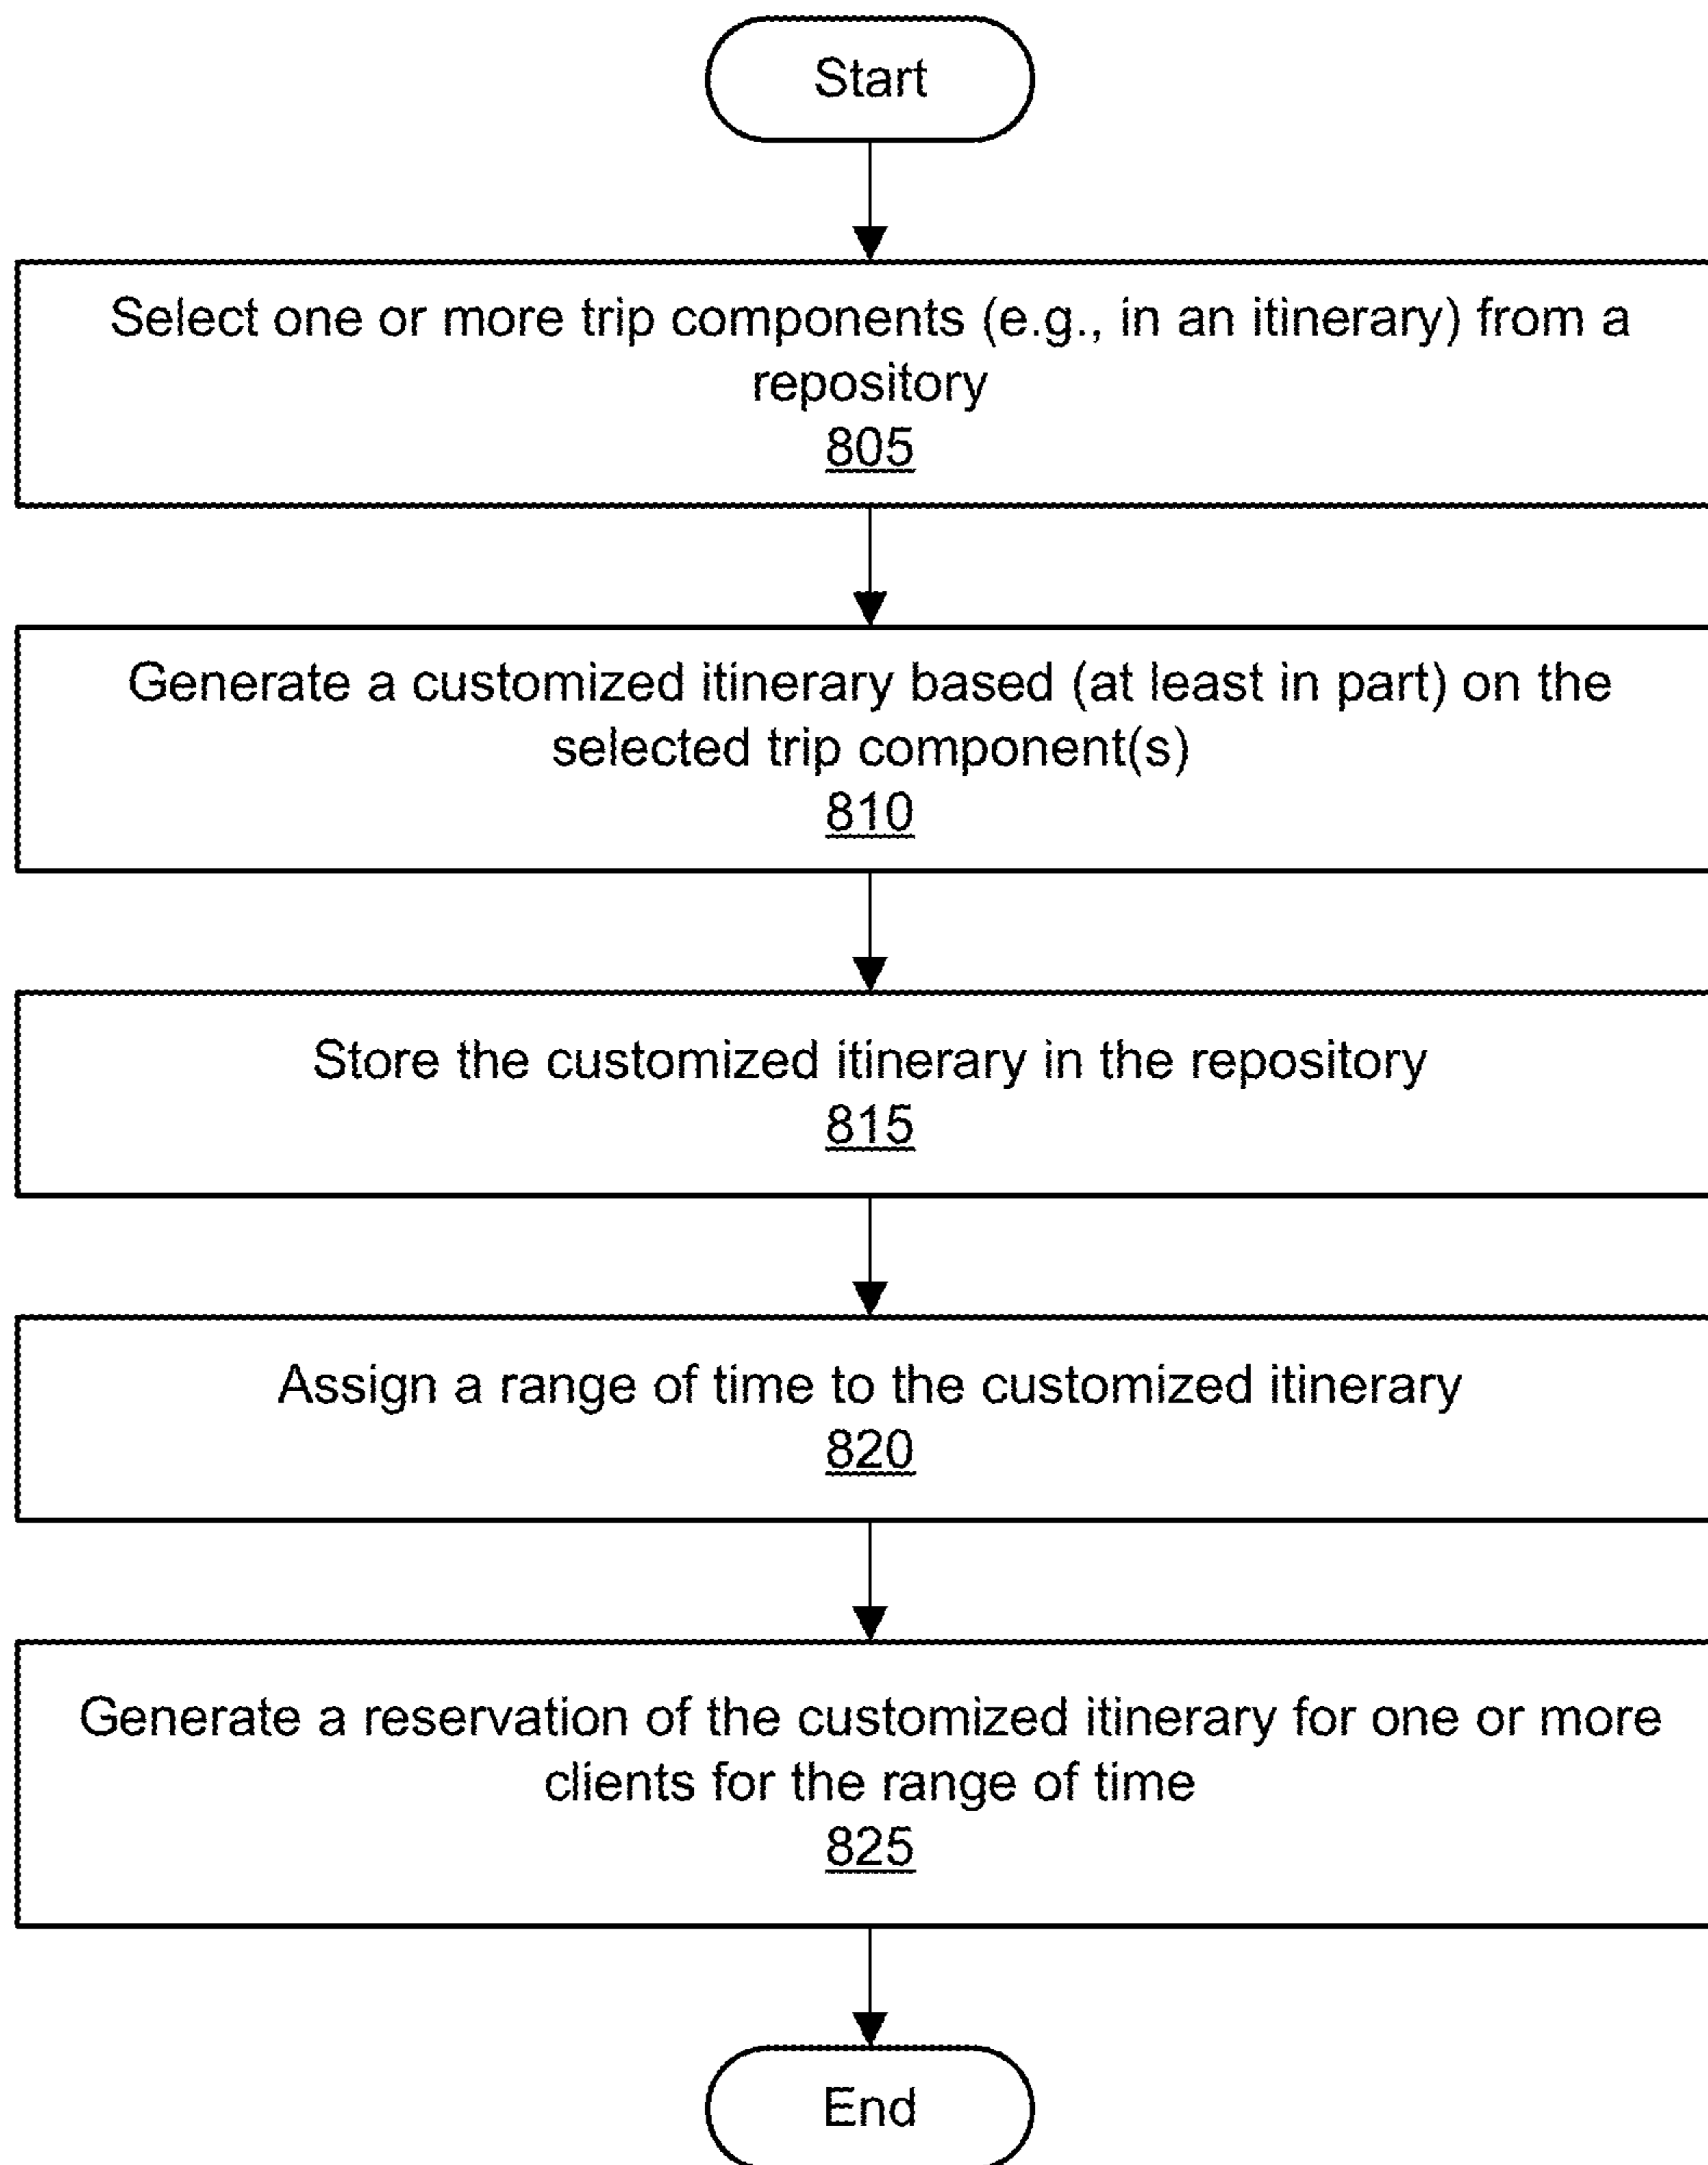 Start
Select one or more trip components (e.g., in an itinerary) from a
repository
805
Generate a customized itinerary based (at least in part) on the
selected trip component(s)
810
Store the customized itinerary in the repository
815
Assign a range of time to the customized itinerary
820
Generate a reservation of the customized itinerary for one or more
clients for the range of time
825
End